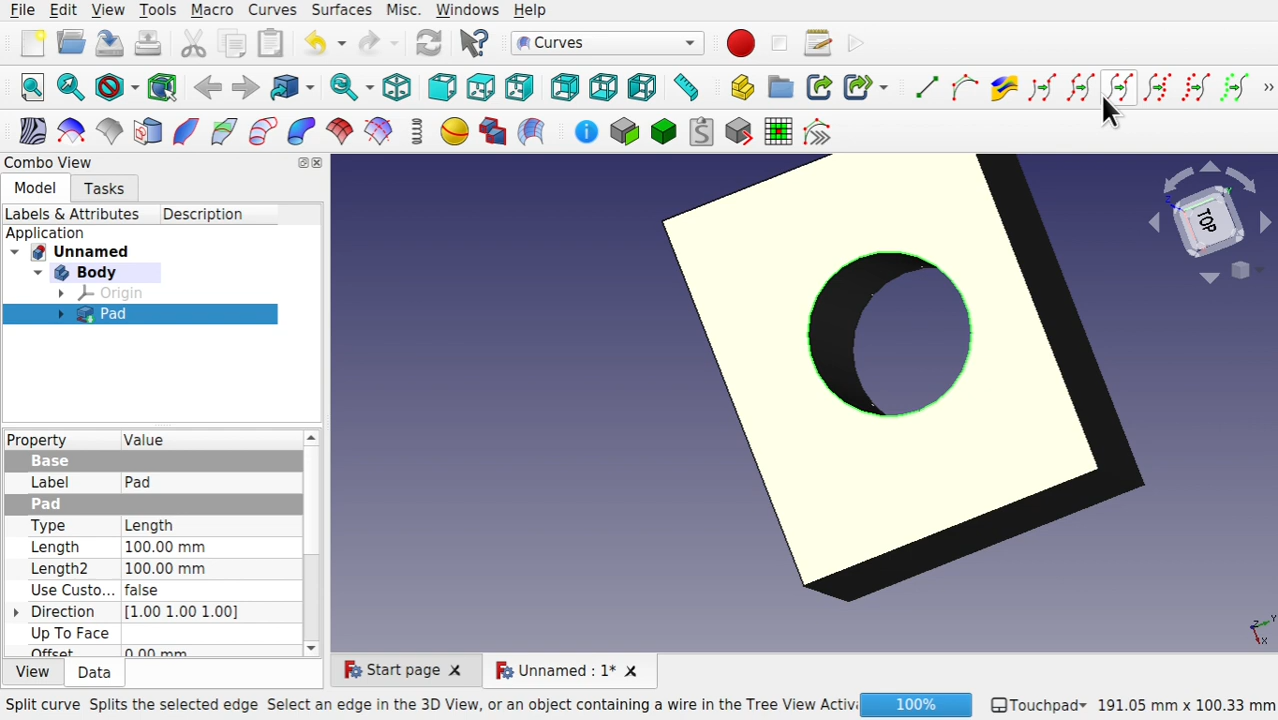 File Edit View Tools Macro Curves Surfaces Misc. Windows Help
Curves
Combo View
Model Tasks
Labels & Attributes Description
Application
Unnamed
Body
Origin
Pad
TOP
Z
Y
Property Value
Base
Label Pad
Pad
Type Length
Length 100.00 mm
Length2 100.00 mm
Use Custo... false
Direction [1.00 1.00 1.00]
Up To Face
Offset 0.00 mm
View Data
Start page
Unnamed : 1*
Z Y
X
Split curve Splits the selected edge Select an edge in the 3D View, or an object containing a wire in the Tree View Activ 100% Touchpad 191.05 mm x 100.33 mm